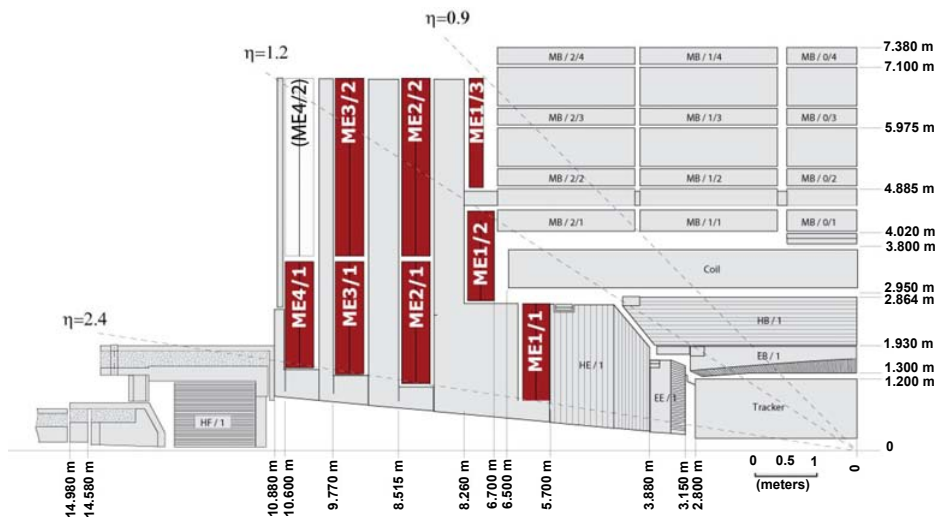 η=0.9
η=1.2
η=2.4
7.380 m
7.100 m
5.975 m
4.885 m
4.020 m
3.800 m
2.950 m
2.864 m
1.930 m
1.300 m
1.200 m
0
MB / 2/4
MB / 1/4
MB / 0/4
MB / 2/3
MB / 1/3
MB / 0/3
MB / 2/2
MB / 1/2
MB / 0/2
MB / 2/1
MB / 1/1
MB / 0/1
(ME4/2)
ME3/2
ME2/2
ME1/3
ME1/2
ME4/1
ME3/1
ME2/1
ME1/1
Coil
HB / 1
HE / 1
EB / 1
EE / 1
Tracker
HF / 1
0 0.5 1
(meters)
14.980 m
14.580 m
10.880 m
10.600 m
9.770 m
8.515 m
8.260 m
6.700 m
6.500 m
5.700 m
3.880 m
3.150 m
2.800 m
0